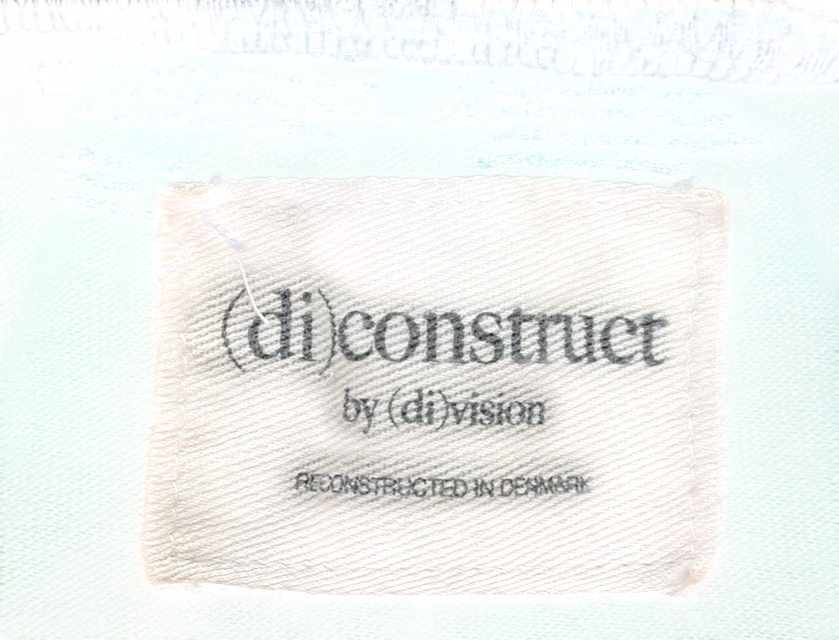 (di)construct
by (di)vision
RECONSTRUCTED IN DENMARK